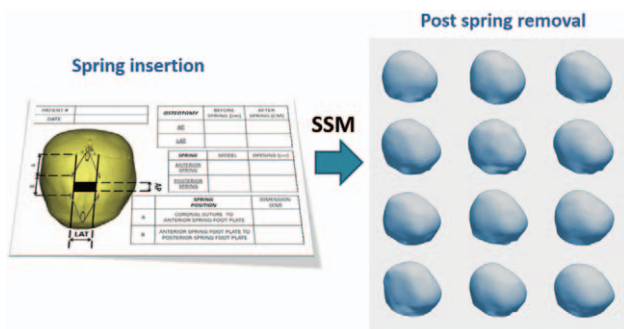 Post spring removal
Spring insertion
PATIENT #
DATE
OSTEOTOMY
BEFORE SPRING [cm]
AFTER SPRING [CM]
AP
LAT
SPRING
MODEL
OPENING
ANTERIOR SPRING
POSTERIOR SPRING
SPRING POSITION
DIMENSION
A
CORONAL SUTURE TO ANTERIOR SPRING FOOT PLATE
B
ANTERIOR SPRING FOOT PLATE TO POSTERIOR SPRING FOOT PLATE
A
B
AP
LAT
SSM